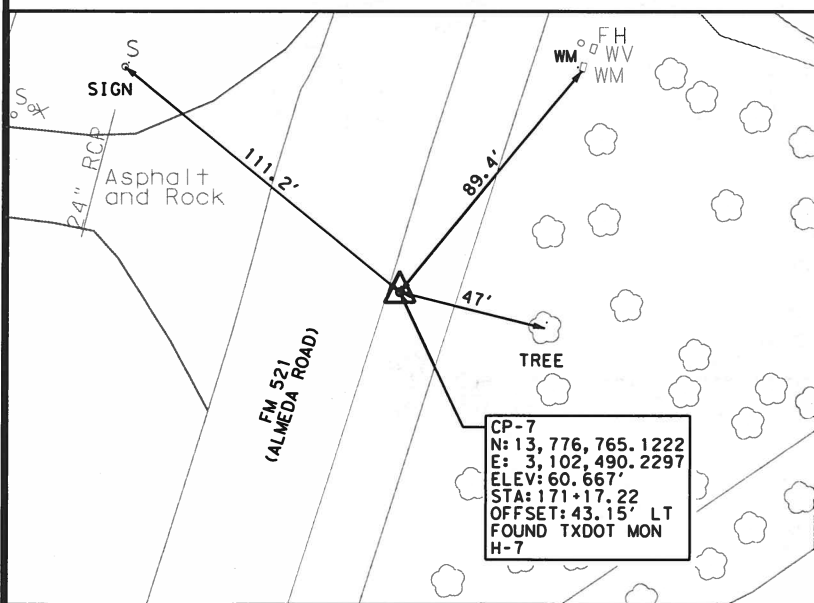 S
SIGN
S
24" RCP
Asphalt
and Rock
111.2'
FH
WV
WM
WM
89.4'
47'
TREE
FM 521
(ALMEDA ROAD)
CP-7
N: 13,776,765.1222
E: 3,102,490.2297
ELEV: 60.667'
STA: 171+17.22
OFFSET: 43.15' LT
FOUND TXDOT MON
H-7